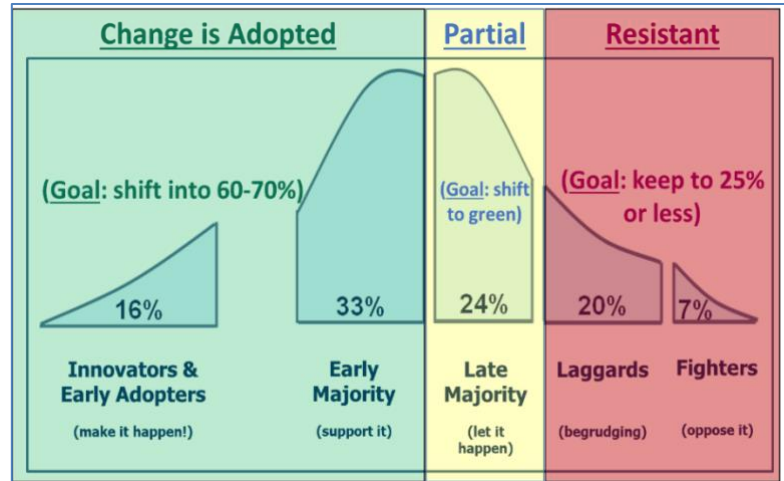 Change is Adopted
Partial
Resistant
(Goal: shift into 60-70%)
(Goal: shift
to green)
(Goal: keep to 25%
or less)
16%
33%
24%
20%
7%
Innovators &
Early Adopters
(make it happen!)
Early
Majority
(support it)
Late
Majority
(let it
happen)
Laggards
(begrudging)
Fighters
(oppose it)